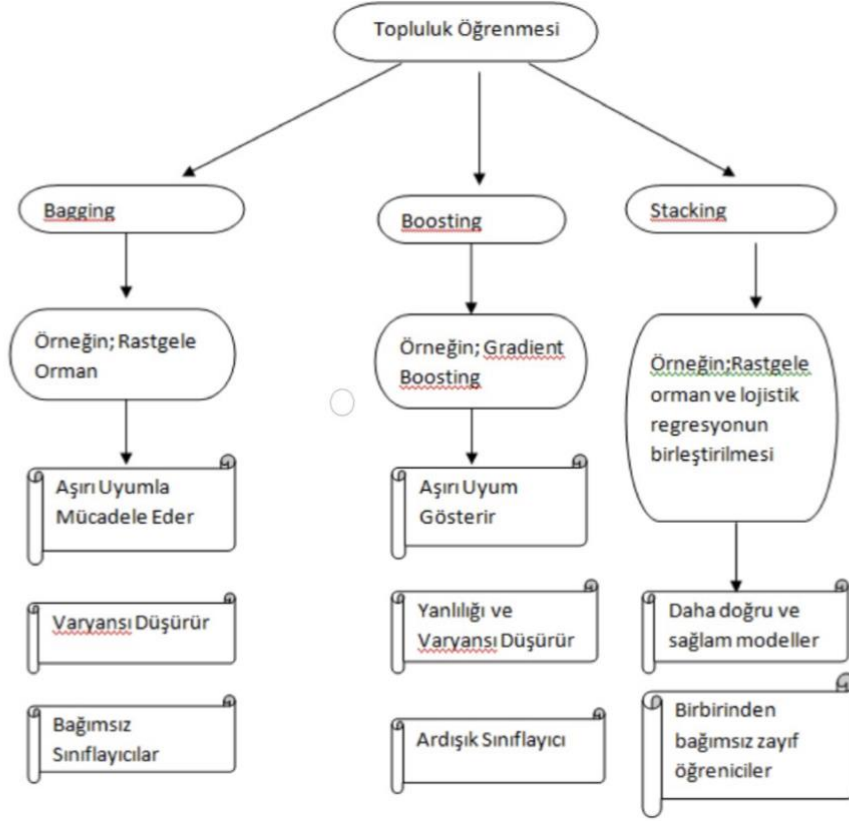 Topluluk Öğrenmesi
Bagging
Boosting
Stacking
Örneğin; Rastgele
Orman
Örneğin; Gradient
Boosting
Örneğin;Rastgele
orman ve lojistik
regresyonun
birleştirilmesi
Aşırı Uyumla
Mücadele Eder
Aşırı Uyum
Gösterir
Varyansı Düşürür
Yanlılığı ve
Varyansı Düşürür
Daha doğru ve
sağlam modeller
Bağımsız
Sınıflayıcılar
Ardışık Sınıflayıcı
Birbirinden
bağımsız zayıf
öğreniciler